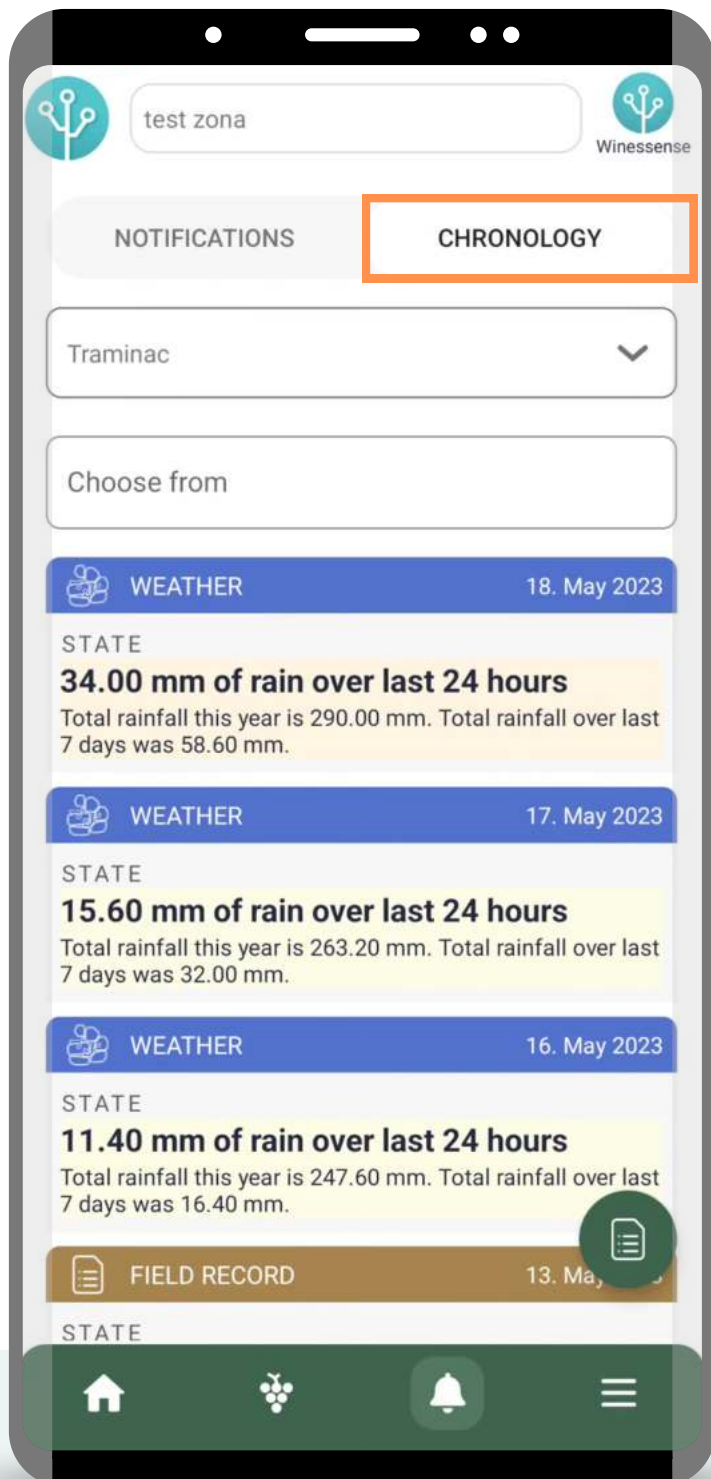 test zona
Winessense
NOTIFICATIONS
CHRONOLOGY
Traminac
Choose from
WEATHER
18. May 2023
STATE
34.00 mm of rain over last 24 hours
Total rainfall this year is 290.00 mm. Total rainfall over last
7 days was 58.60 mm.
WEATHER
17. May 2023
STATE
15.60 mm of rain over last 24 hours
Total rainfall this year is 263.20 mm. Total rainfall over last
7 days was 32.00 mm.
WEATHER
16. May 2023
STATE
11.40 mm of rain over last 24 hours
Total rainfall this year is 247.60 mm. Total rainfall over last
7 days was 16.40 mm.
FIELD RECORD
13. May
STATE